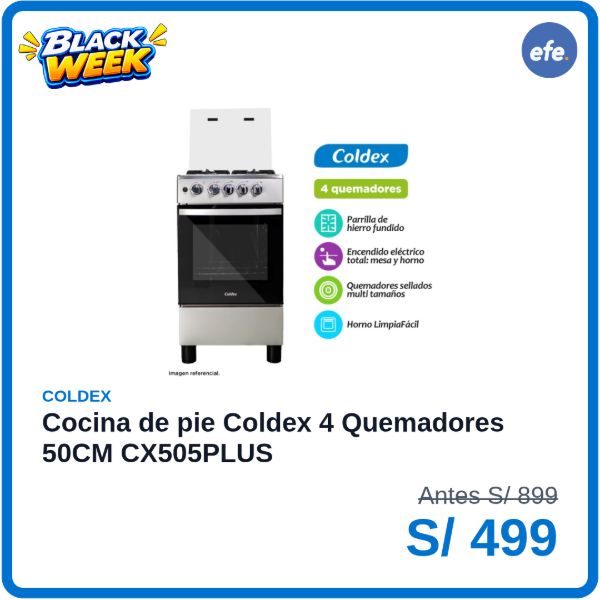 BLACK
WEEK
efe.
Coldex
4 quemadores
Parrilla de
hierro fundido
Encendido eléctrico
total: mesa y horno
Quemadores sellados
multi tamaños
Horno LimpiaFácil
Coldex
Imagen referencial.
COLDEX
Cocina de pie Coldex 4 Quemadores
50CM CX505PLUS
Antes S/ 899
S/ 499